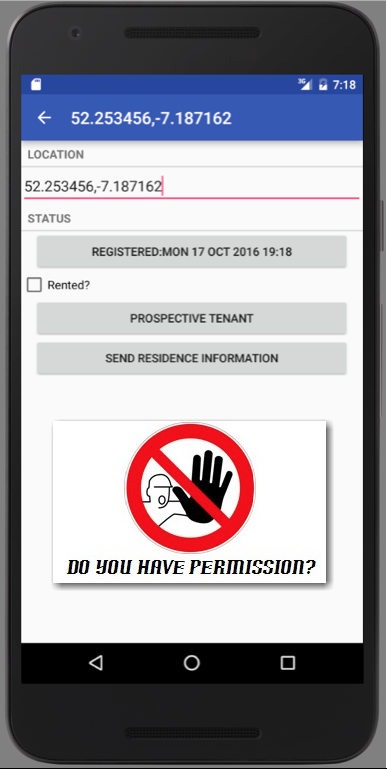 3G 7:18
52.253456,-7.187162
LOCATION
52.253456,-7.187162
STATUS
REGISTERED:MON 17 OCT 2016 19:18
Rented?
PROSPECTIVE TENANT
SEND RESIDENCE INFORMATION
DO YOU HAVE PERMISSION?